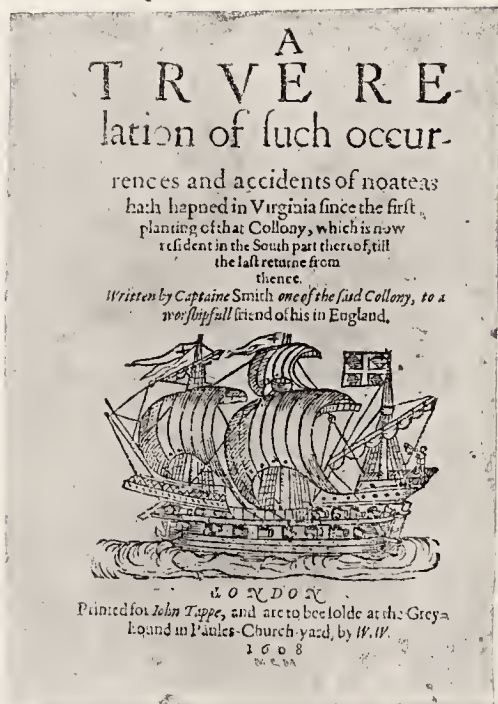 A
TRVE RE-
lation of ſuch occur-
rences and accidents of noate as
hath hapned in Virginia ſince the firſt
planting of that Collony, which is now
reſident in the South part thereof, till
the laſt returne from
thence.
Written by Captaine Smith one of the ſaid Collony, to a
worſhipfull friend of his in England.
LONDON
Printed for Iohn Tappe, and are to bee ſolde at the Grey-
hound in Paules-Church-yard, by W.W.
1608